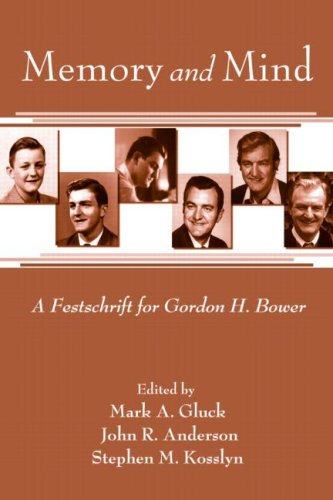 Memory and Mind
A Festschrift for Gordon H. Bower
Edited by
Mark A. Gluck
John R. Anderson
Stephen M. Kosslyn